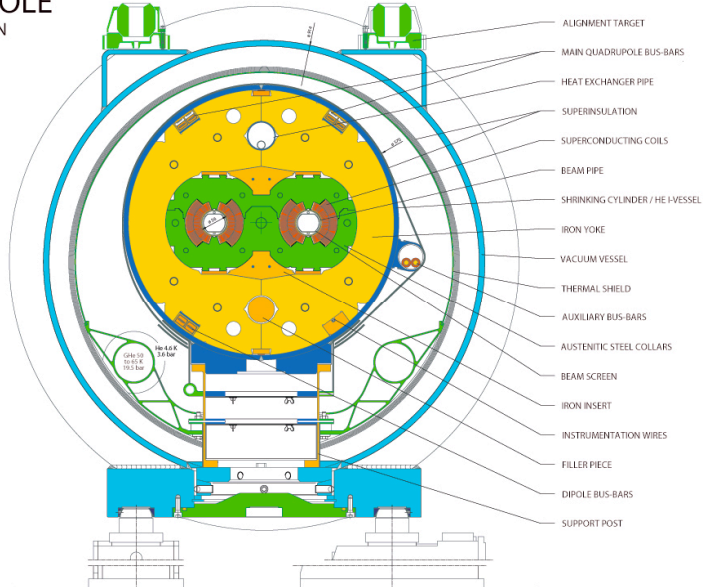 OLE
N
ALIGNMENT TARGET
MAIN QUADRUPOLE BUS-BARS
HEAT EXCHANGER PIPE
SUPERINSULATION
SUPERCONDUCTING COILS
BEAM PIPE
SHRINKING CYLINDER / HE I-VESSEL
IRON YOKE
VACUUM VESSEL
THERMAL SHIELD
AUXILIARY BUS-BARS
AUSTENITIC STEEL COLLARS
BEAM SCREEN
IRON INSERT
INSTRUMENTATION WIRES
FILLER PIECE
DIPOLE BUS-BARS
SUPPORT POST
GHe 50
to 65 K
19.5 bar
He 4.6 K
3.6 bar